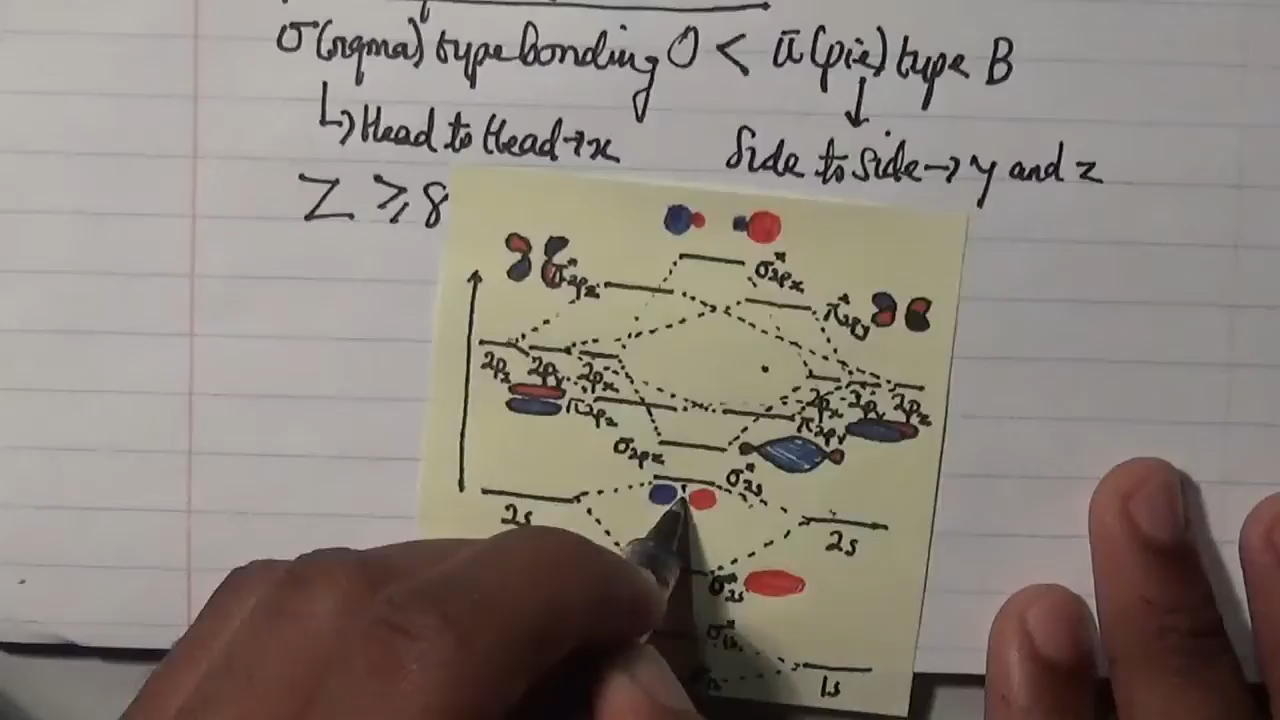 σ(sigma) type bonding O < π(pie) type B
↳ Head to Head → x
Side to Side → y and z
Z ≥ 8
σ*2px
π*2pz
π*2py
2pz 2py 2px
2px 2py 2pz
π2pz
π2py
σ2px
σ*2s
2s
2s
σ*2s
σ*1s
1s